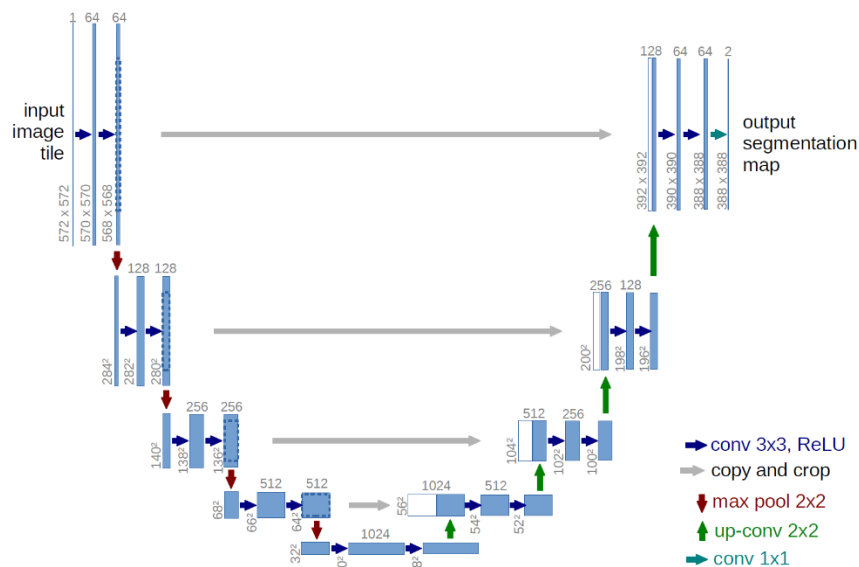 1 64 64
128 64 64 2
input
image
tile
output
segmentation
map
572 x 572
570 x 570
568 x 568
392 x 392
390 x 390
388 x 388
388 x 388
128 128
256 128
284²
282²
280²
200²
198²
196²
256 256
512 256
140²
138²
136²
104²
102²
100²
512 512
1024 512
68²
66²
64²
56²
54²
52²
1024
32²
0²
8²
conv 3x3, ReLU
copy and crop
max pool 2x2
up-conv 2x2
conv 1x1